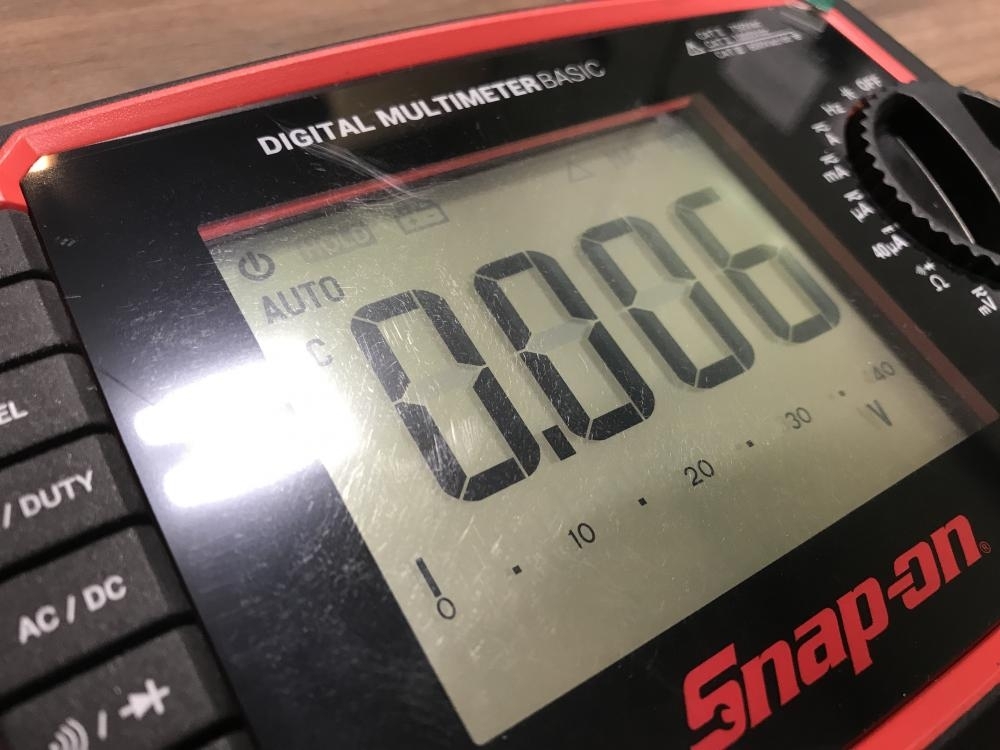 DIGITAL MULTIMETER BASIC
OFF
Hz
A
mA
µA
40µA
Ω
HOLD
AUTO
0.006
V
0 10 20 30 40
EL
/ DUTY
AC / DC
Snap-on®